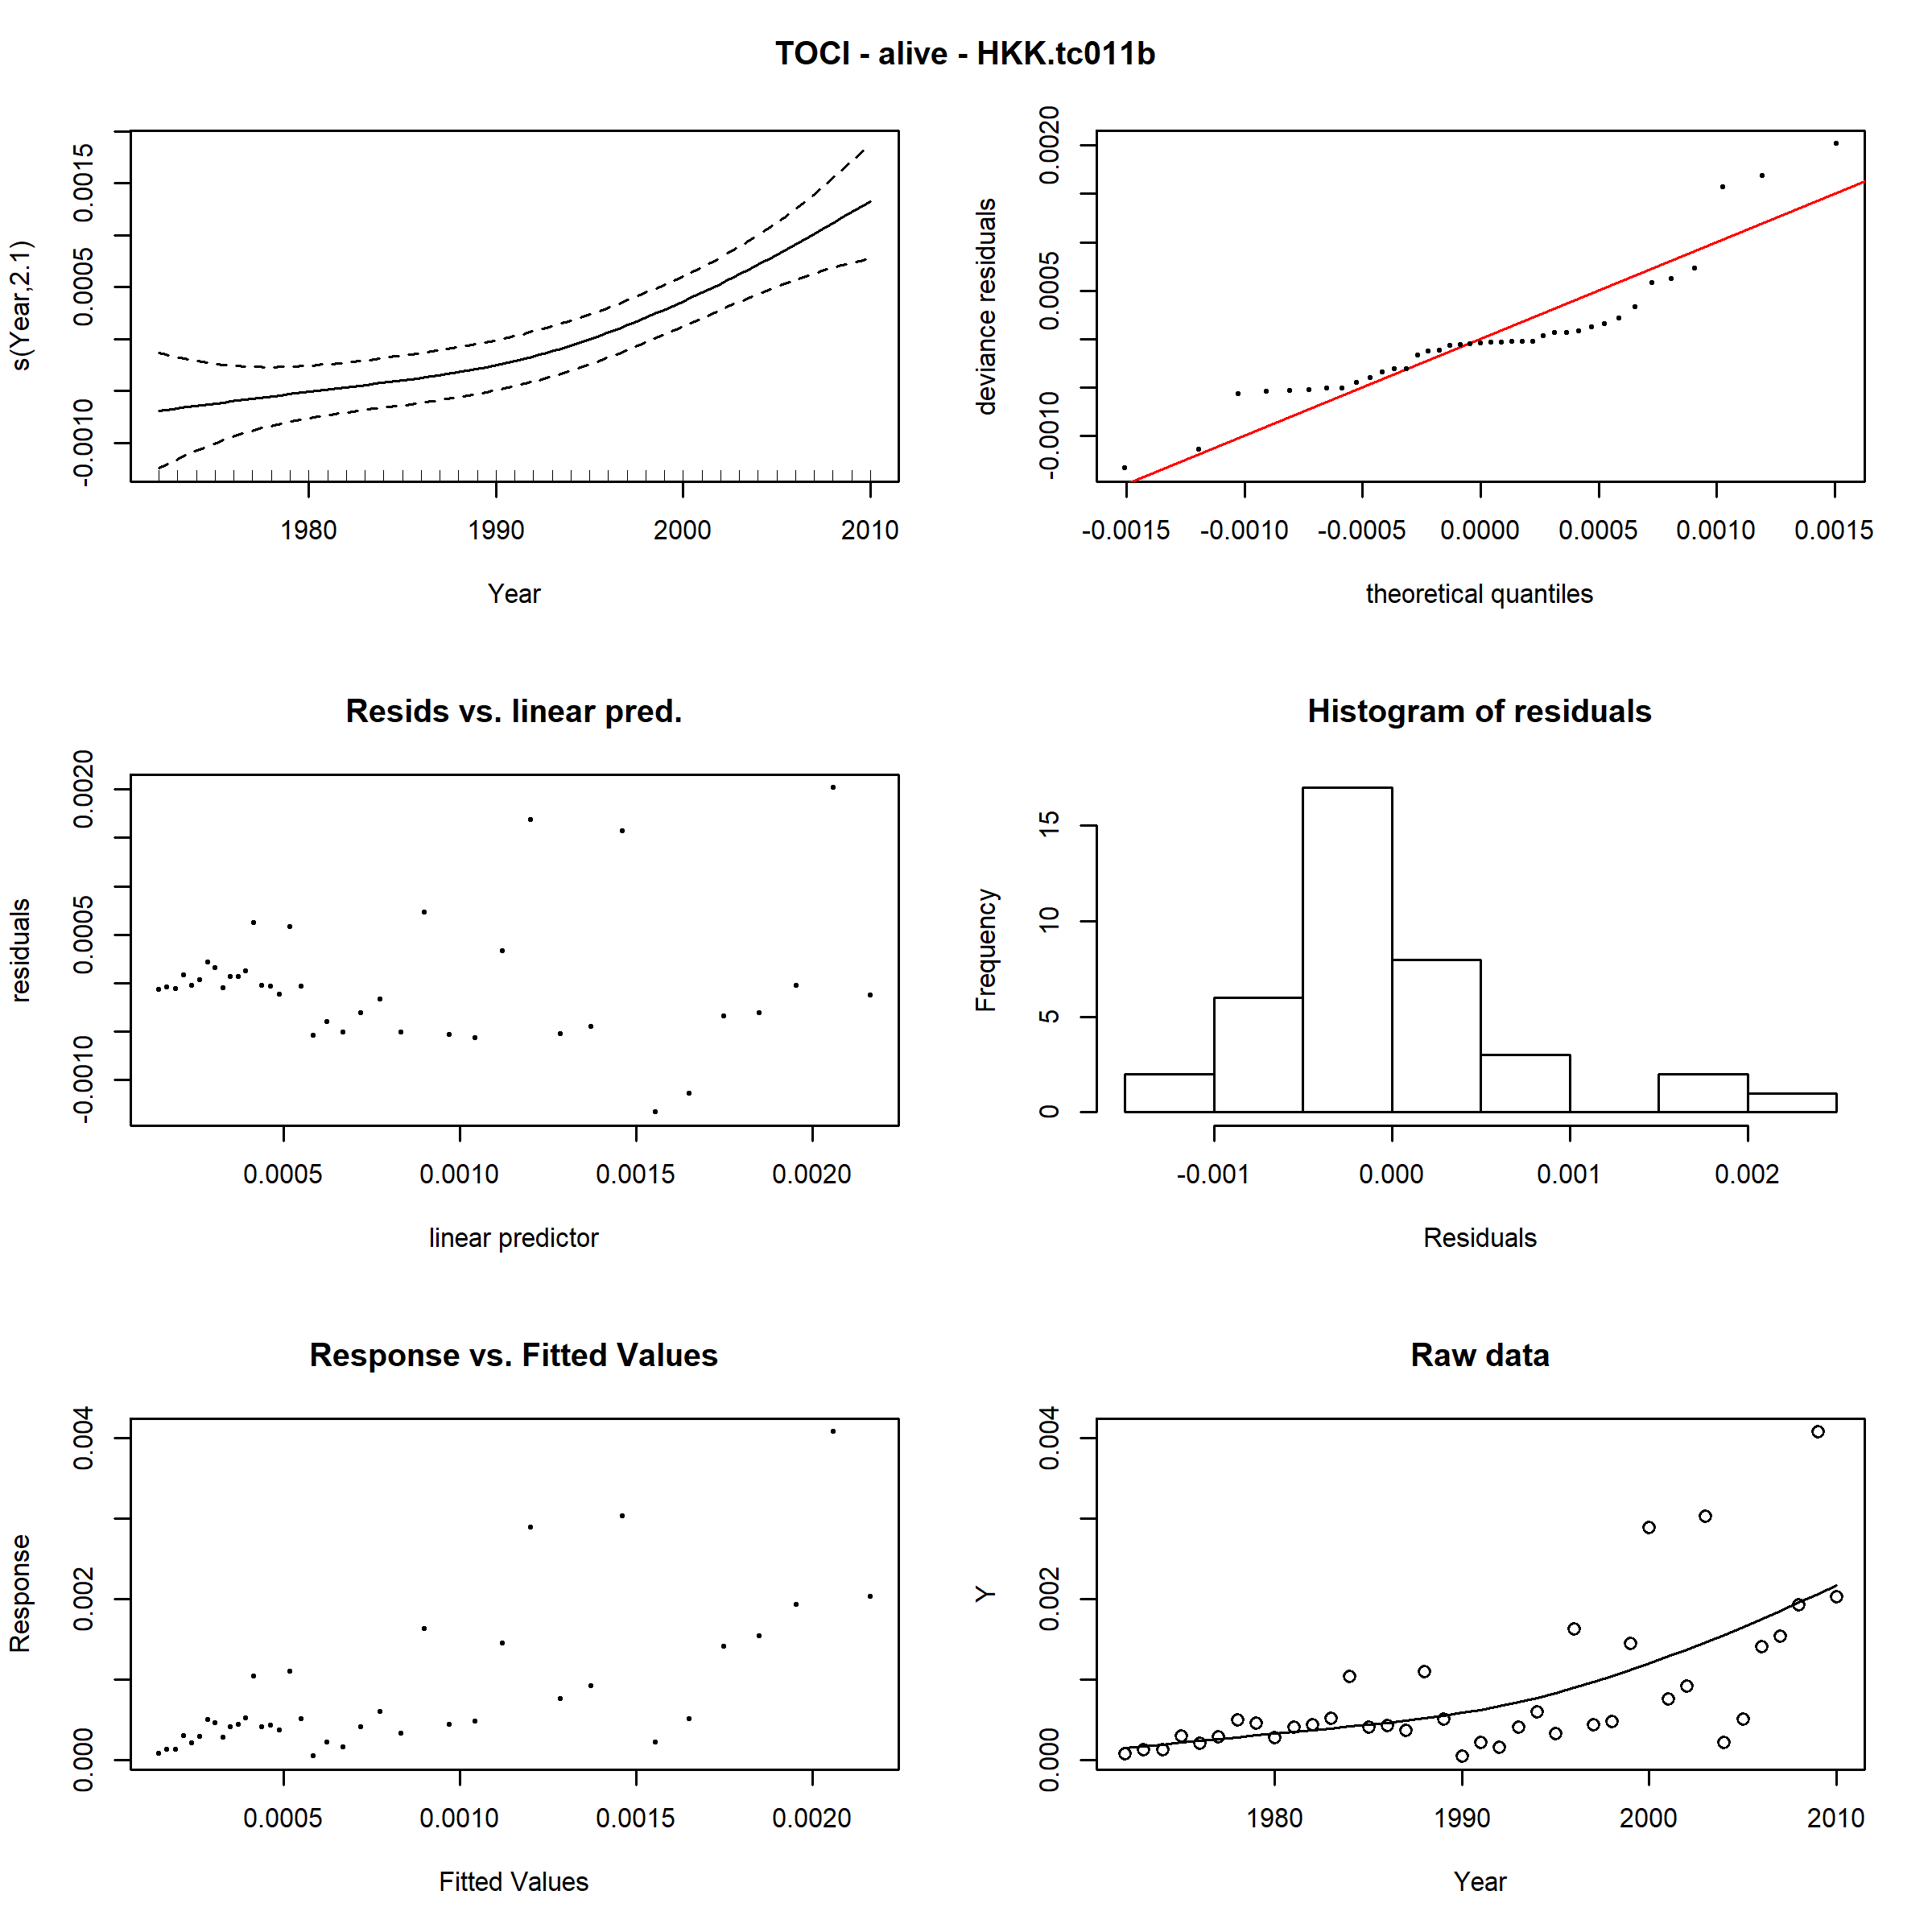 TOCI - alive - HKK.tc011b
s(Year,2.1)
-0.0010 0.0005 0.0015
1980 1990 2000 2010
Year
deviance residuals
-0.0010 0.0005 0.0020
-0.0015 -0.0010 -0.0005 0.0000 0.0005 0.0010 0.0015
theoretical quantiles
Resids vs. linear pred.
residuals
-0.0010 0.0005 0.0020
0.0005 0.0010 0.0015 0.0020
linear predictor
Histogram of residuals
Frequency
0 5 10 15
-0.001 0.000 0.001 0.002
Residuals
Response vs. Fitted Values
Response
0.000 0.002 0.004
0.0005 0.0010 0.0015 0.0020
Fitted Values
Raw data
Y
0.000 0.002 0.004
1980 1990 2000 2010
Year